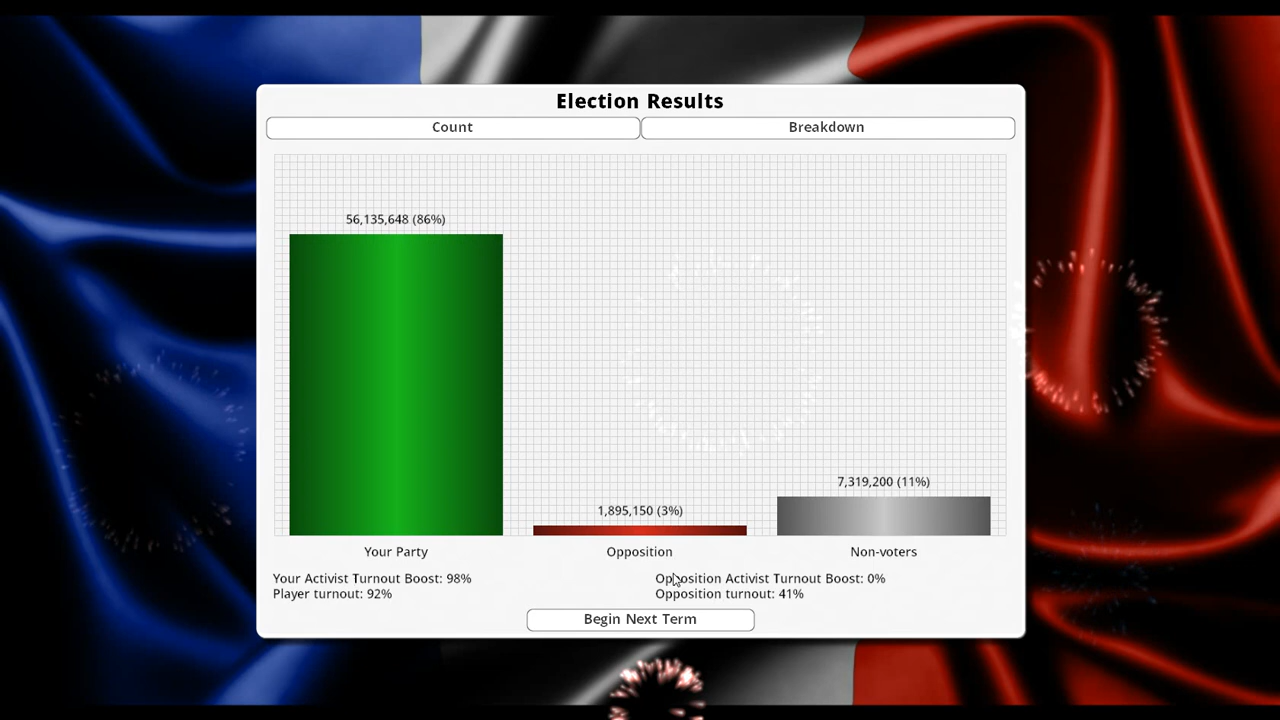 Election Results
Count
Breakdown
56,135,648 (86%)
1,895,150 (3%)
7,319,200 (11%)
Your Party
Opposition
Non-voters
Your Activist Turnout Boost: 98%
Opposition Activist Turnout Boost: 0%
Player turnout: 92%
Opposition turnout: 41%
Begin Next Term